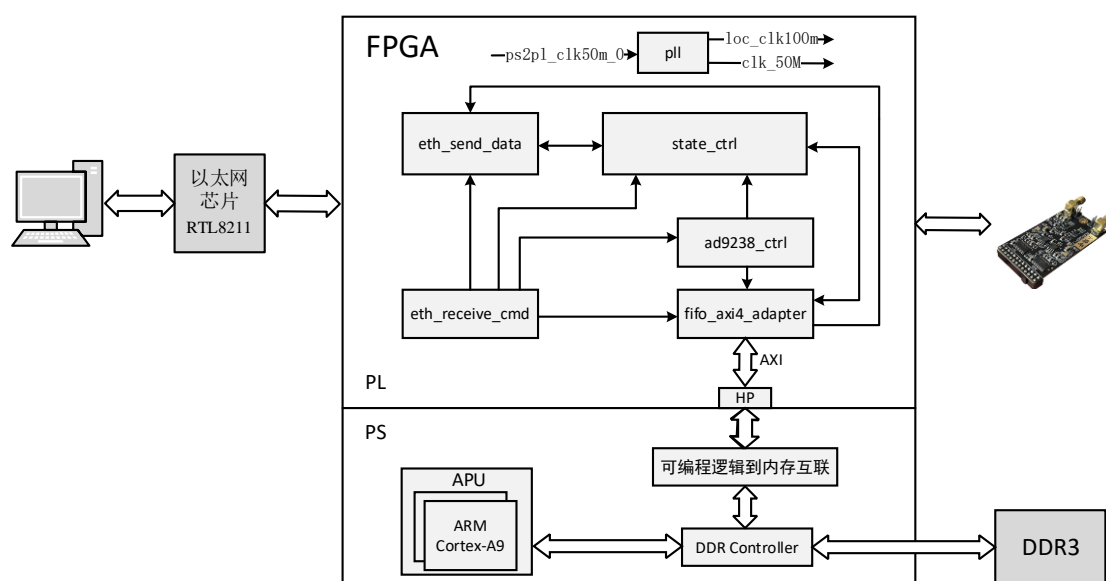 FPGA
ps2pl_clk50m_0
pll
loc_clk100m
clk_50M
eth_send_data
state_ctrl
以太网
芯片
RTL8211
ad9238_ctrl
eth_receive_cmd
fifo_axi4_adapter
AXI
PL
HP
PS
可编程逻辑到内存互联
APU
ARM
Cortex-A9
DDR Controller
DDR3